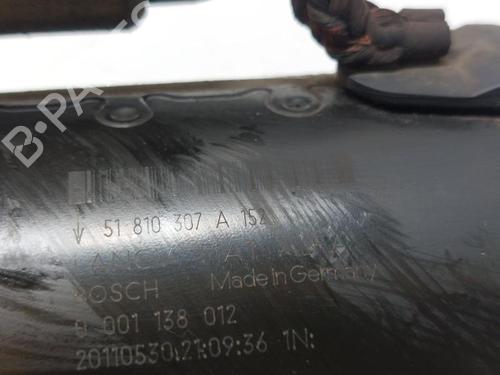 B-PA
51 810 307 A 152
BOSCH Made in Germany
0 001 138 012
20110530.21:09:36 1N: